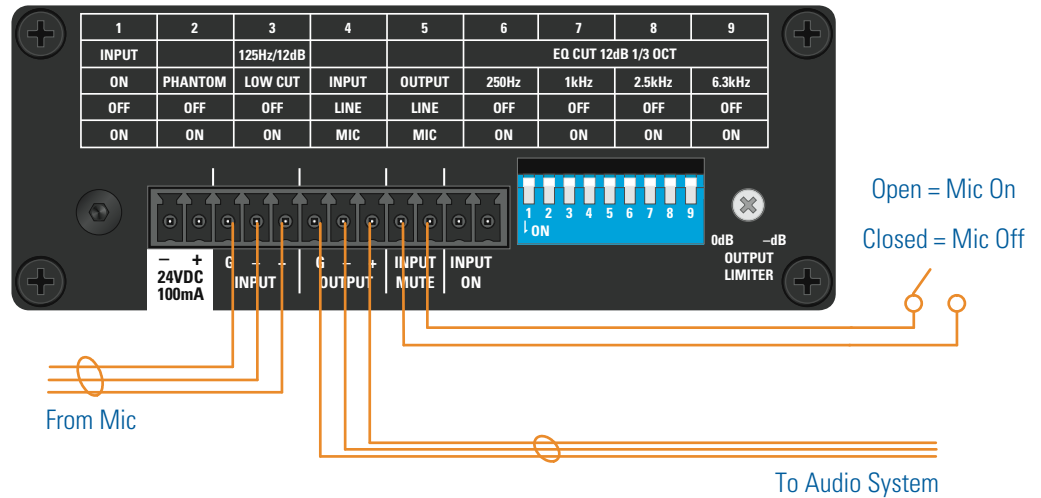 1 2 3 4 5 6 7 8 9
INPUT 125Hz/12dB EQ CUT 12dB 1/3 OCT
ON PHANTOM LOW CUT INPUT OUTPUT 250Hz 1kHz 2.5kHz 6.3kHz
OFF OFF OFF LINE LINE OFF OFF OFF OFF
ON ON ON MIC MIC ON ON ON ON
1 2 3 4 5 6 7 8 9
ON
0dB –dB
OUTPUT
LIMITER
– +
24VDC
100mA
G – +
INPUT
G – +
OUTPUT
INPUT
MUTE
INPUT
ON
Open = Mic On
Closed = Mic Off
From Mic
To Audio System